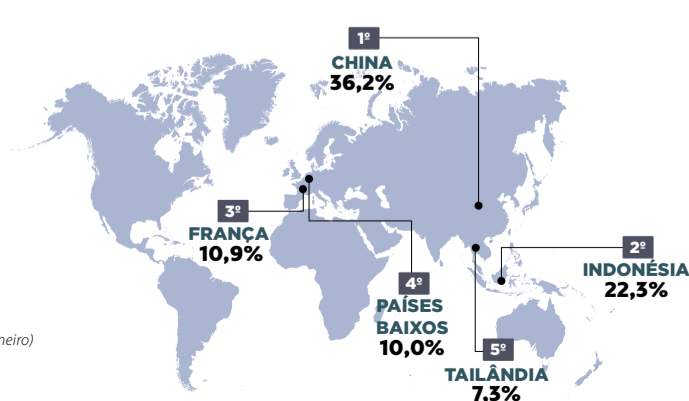 1º
CHINA
36,2%
3º
FRANÇA
10,9%
2º
INDONÉSIA
22,3%
4º
PAÍSES
BAIXOS
10,0%
5º
TAILÂNDIA
7,3%
neiro)